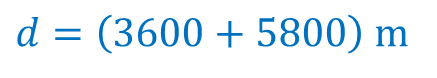 d = (3600 + 5800) m